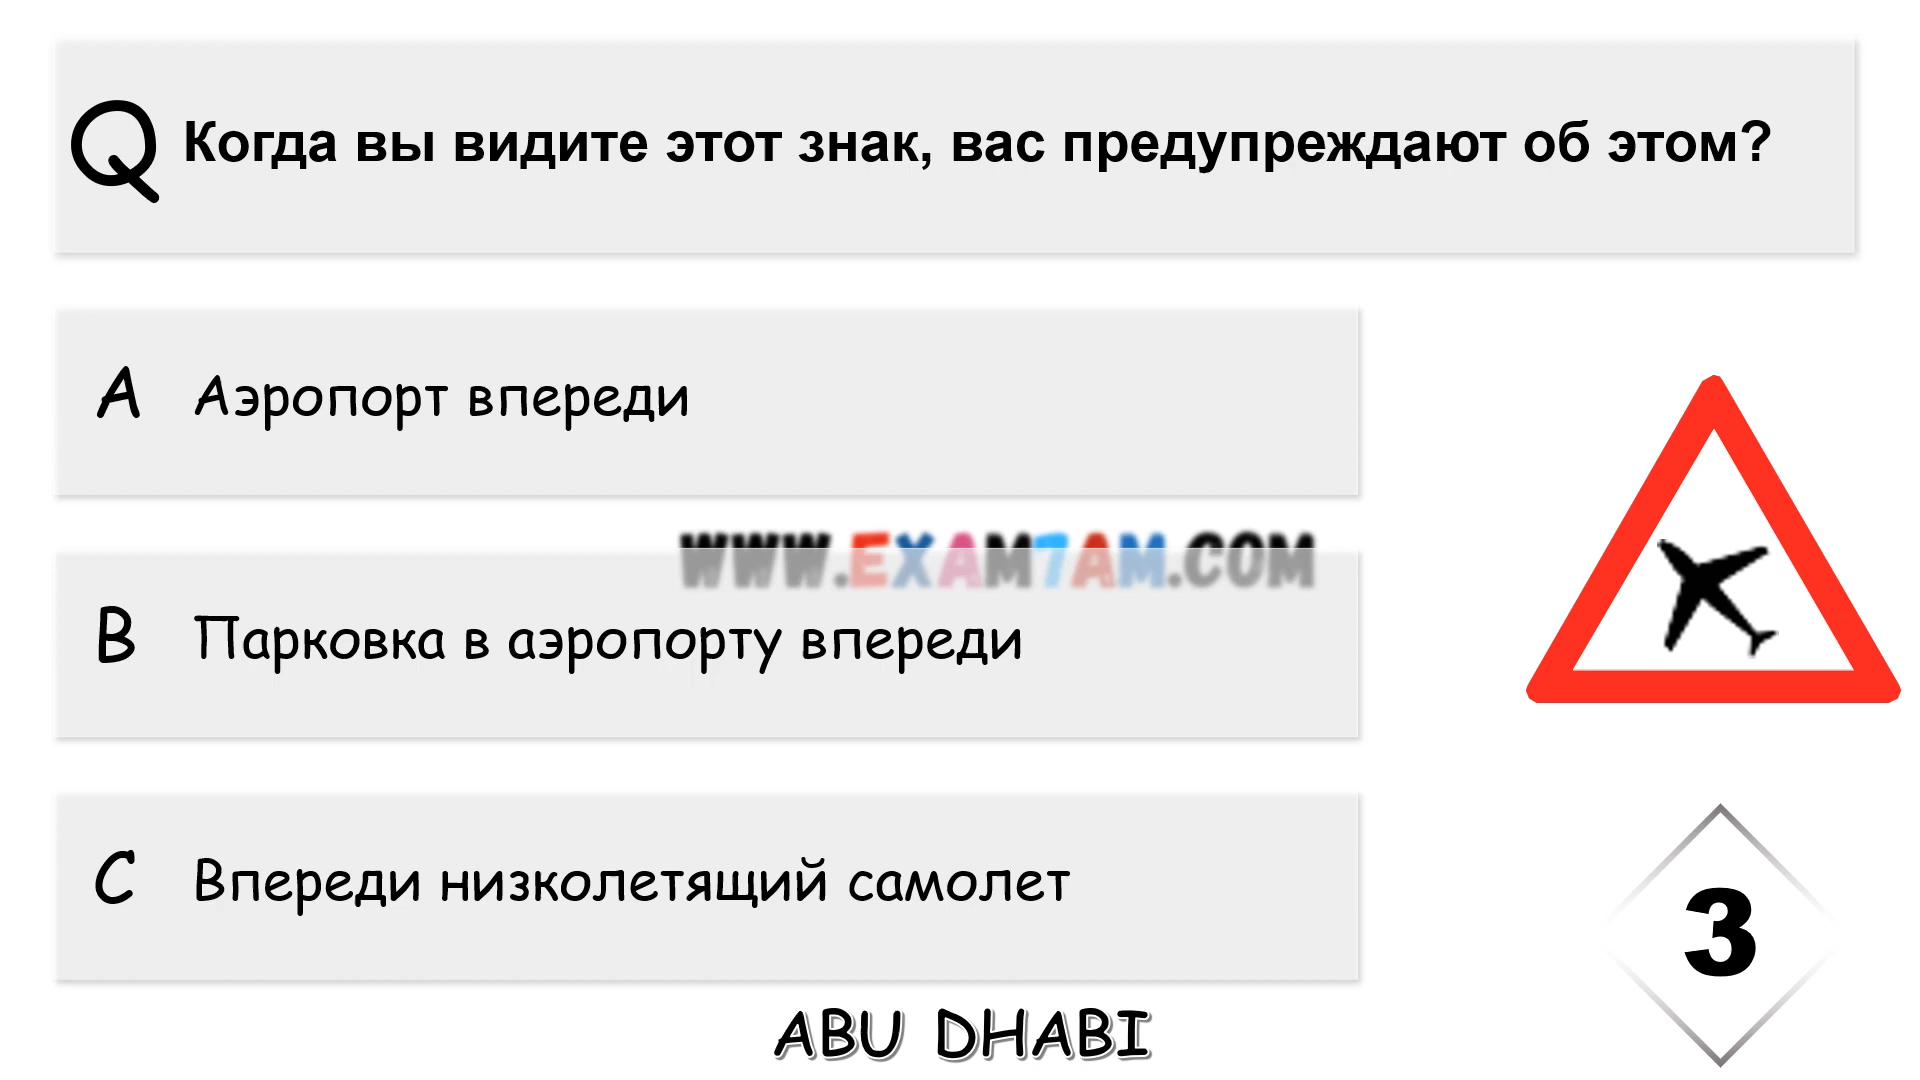 Q Когда вы видите этот знак, вас предупреждают об этом?
A Аэропорт впереди
WWW.EXAM7AM.COM
B Парковка в аэропорту впереди
C Впереди низколетящий самолет
3
ABU DHABI